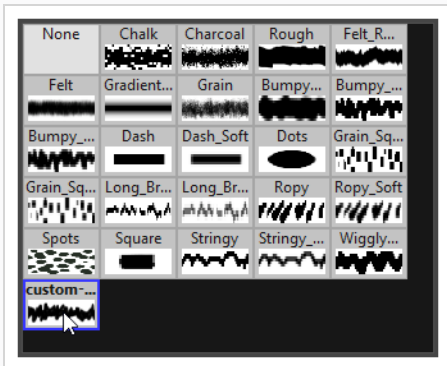 None Chalk Charcoal Rough Felt_R...
Felt Gradient... Grain Bumpy... Bumpy_...
Bumpy_... Dash Dash_Soft Dots Grain_Sq...
Grain_Sq... Long_Br... Long_Br... Ropy Ropy_Soft
Spots Square Stringy Stringy_... Wiggly...
custom-...